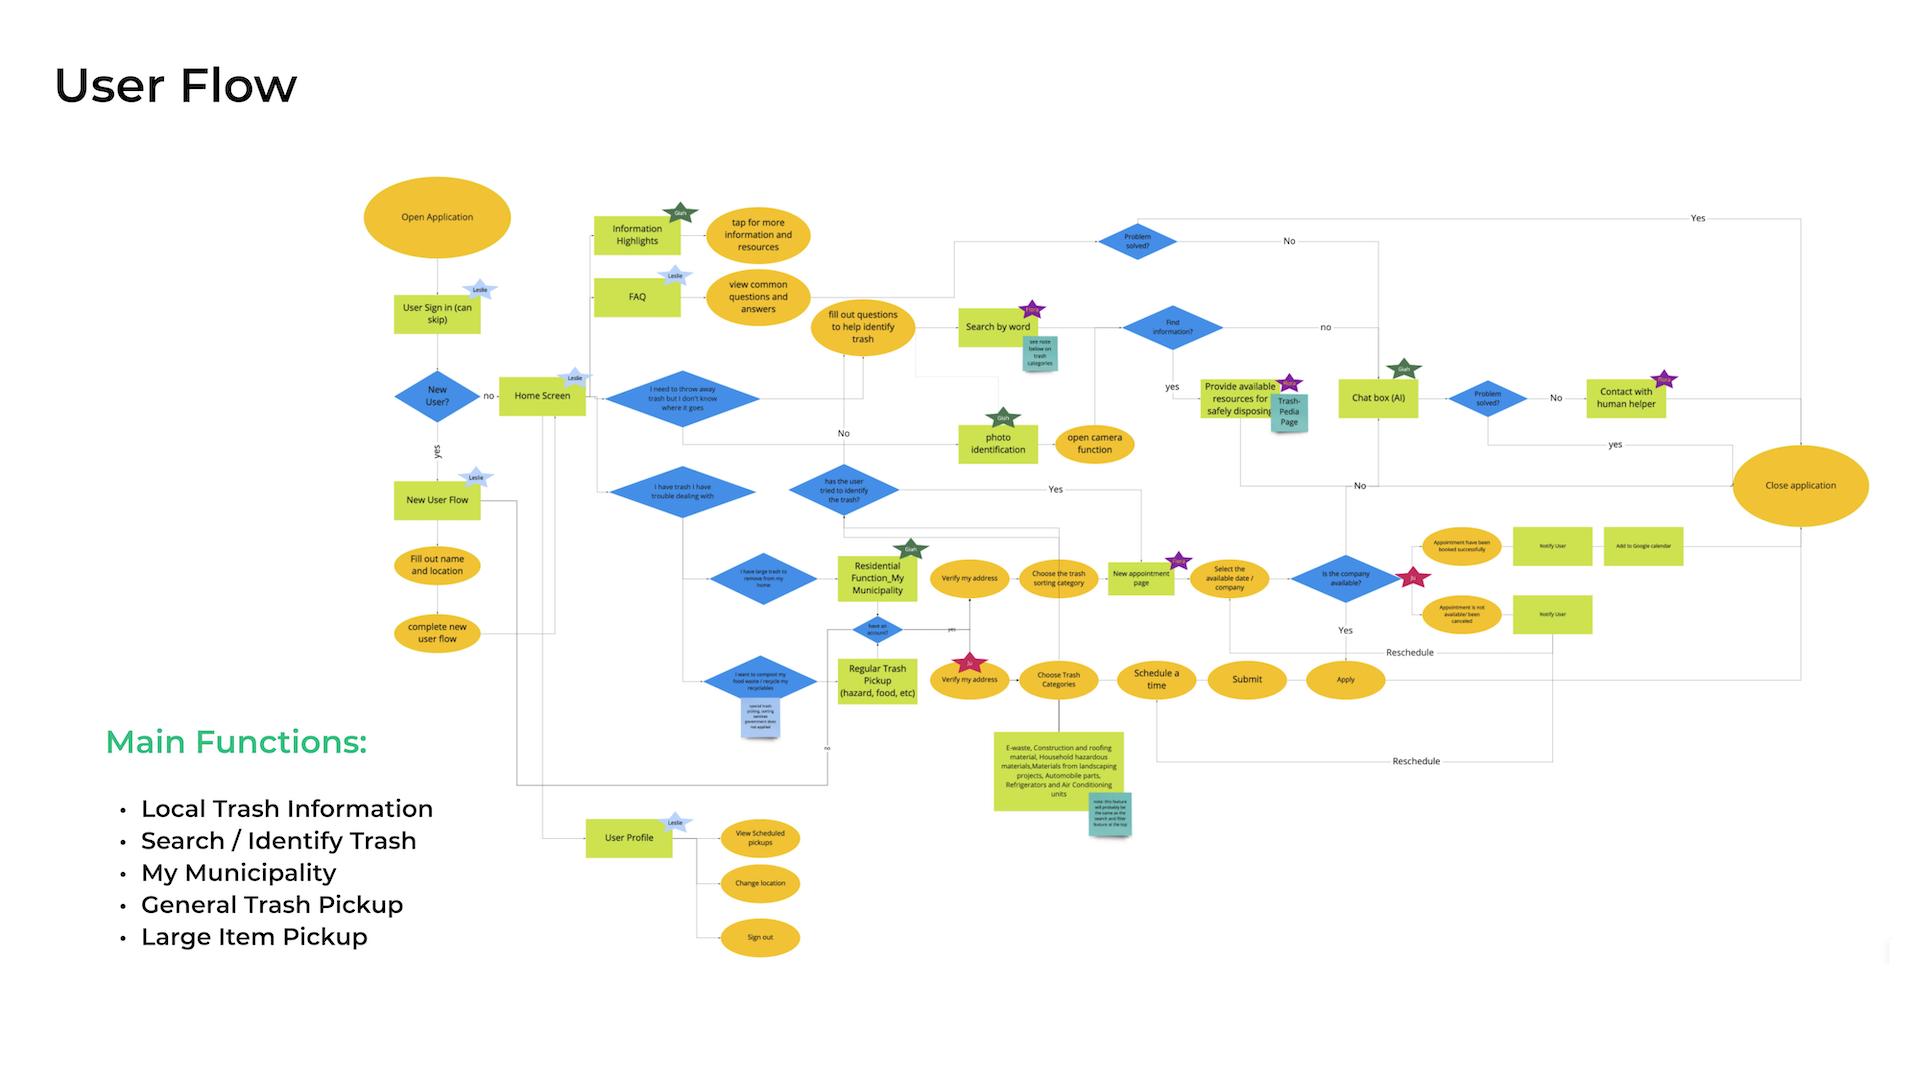 User Flow
Open Application
User Sign in (can
skip)
Leslie
New
User?
no
yes
Home Screen
Leslie
New User Flow
Leslie
Fill out name
and location
complete new
user flow
Information
Highlights
Giah
tap for more
information and
resources
FAQ
Leslie
view common
questions and
answers
fill out questions
to help identify
trash
I need to throw away
trash but I don't know
where it goes
No
I have trash I have
trouble dealing with
has the user
tried to identify
the trash?
Yes
Search by word
see note
below on
trash
categories
photo
identification
Giah
open camera
function
Problem
solved?
No
Yes
Find
information?
no
yes
Provide available
resources for
safely disposing
Trash-
Pedia
Page
Chat box (AI)
Giah
Problem
solved?
No
yes
Contact with
human helper
Close application
No
I have large trash to
remove from my
home
Residential
Function_My
Municipality
Giah
Verify my address
Choose the trash
sorting category
New appointment
page
Select the
available date /
company
Is the company
available?
Ju
Appointment have been
booked successfully
Notify User
Add to Google calendar
Appointment is not
available/ been
canceled
Notify User
have an
account?
yes
no
Yes
Reschedule
I want to compost my
food waste / recycle my
recyclables
special trash
picking, sorting
services
government does
not applied
Regular Trash
Pickup
(hazard, food, etc)
Ju
Verify my address
Choose Trash
Categories
Schedule a
time
Submit
Apply
Reschedule
E-waste, Construction and roofing
material, Household hazardous
materials,Materials from landscaping
projects, Automobile parts,
Refrigerators and Air Conditioning
units
note: this feature
will probably be
the same as the
search and filter
feature at the top
User Profile
Leslie
View Scheduled
pickups
Change location
Sign out
Main Functions:
• Local Trash Information
• Search / Identify Trash
• My Municipality
• General Trash Pickup
• Large Item Pickup